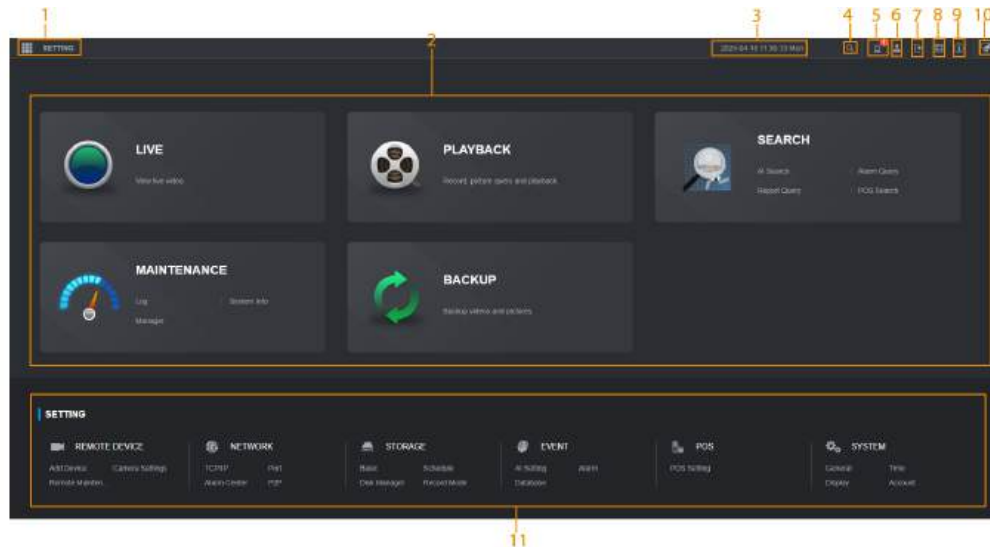 1 2 3 4 5 6 7 8 9 10
SETTING
LIVE
View live video
PLAYBACK
Record, picture query and playback
SEARCH
AI Search Alarm Query
Report Query POS Search
MAINTENANCE
Log System Info
Manager
BACKUP
Backup videos and pictures
SETTING
REMOTE DEVICE NETWORK STORAGE EVENT POS SYSTEM
Add Device Camera Settings TCP/IP Port Basic Schedule AI Setting Alarm POS Setting General Time
Remote Mainten... Alarm Center P2P Disk Manager Record Mode Database Display Account
11